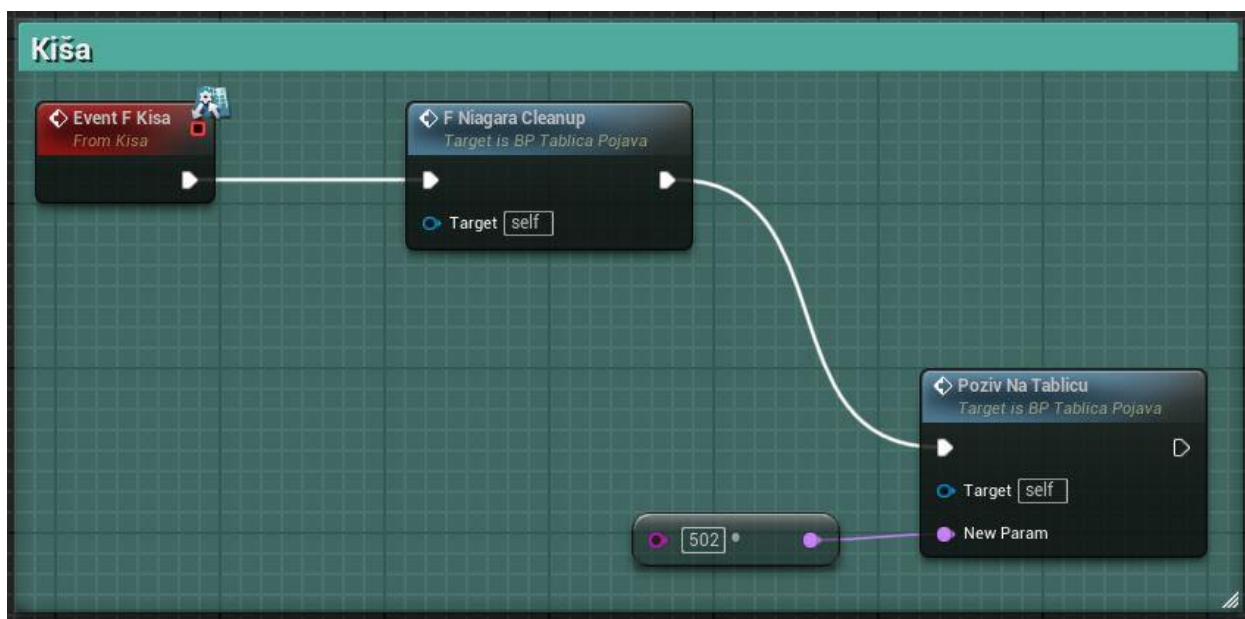 Kiša
Event F Kisa
From Kisa
F Niagara Cleanup
Target is BP Tablica Pojava
Target self
Poziv Na Tablicu
Target is BP Tablica Pojava
Target self
502
New Param